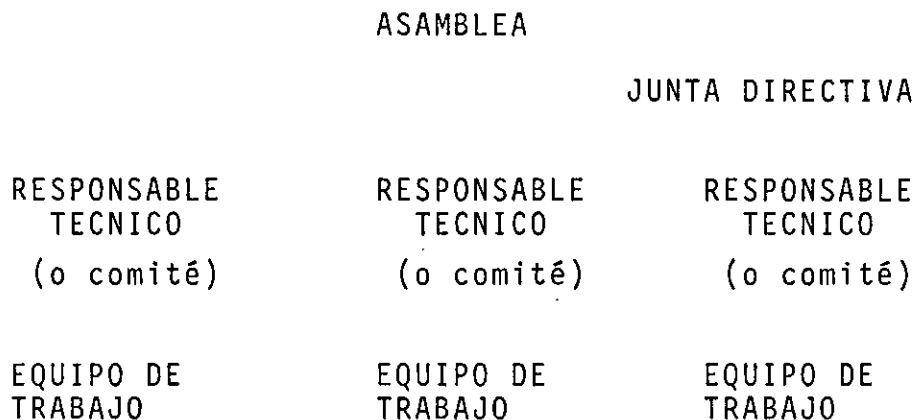 ASAMBLEA
JUNTA DIRECTIVA
RESPONSABLE RESPONSABLE RESPONSABLE
TECNICO TECNICO TECNICO
(o comité) (o comité) (o comité)
EQUIPO DE EQUIPO DE EQUIPO DE
TRABAJO TRABAJO TRABAJO